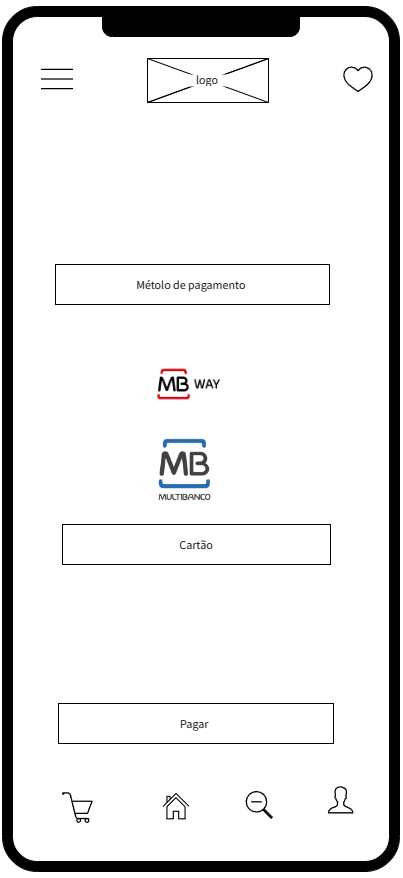 logo
Métolo de pagamento
MB WAY
MB
MULTIBANCO
Cartão
Pagar